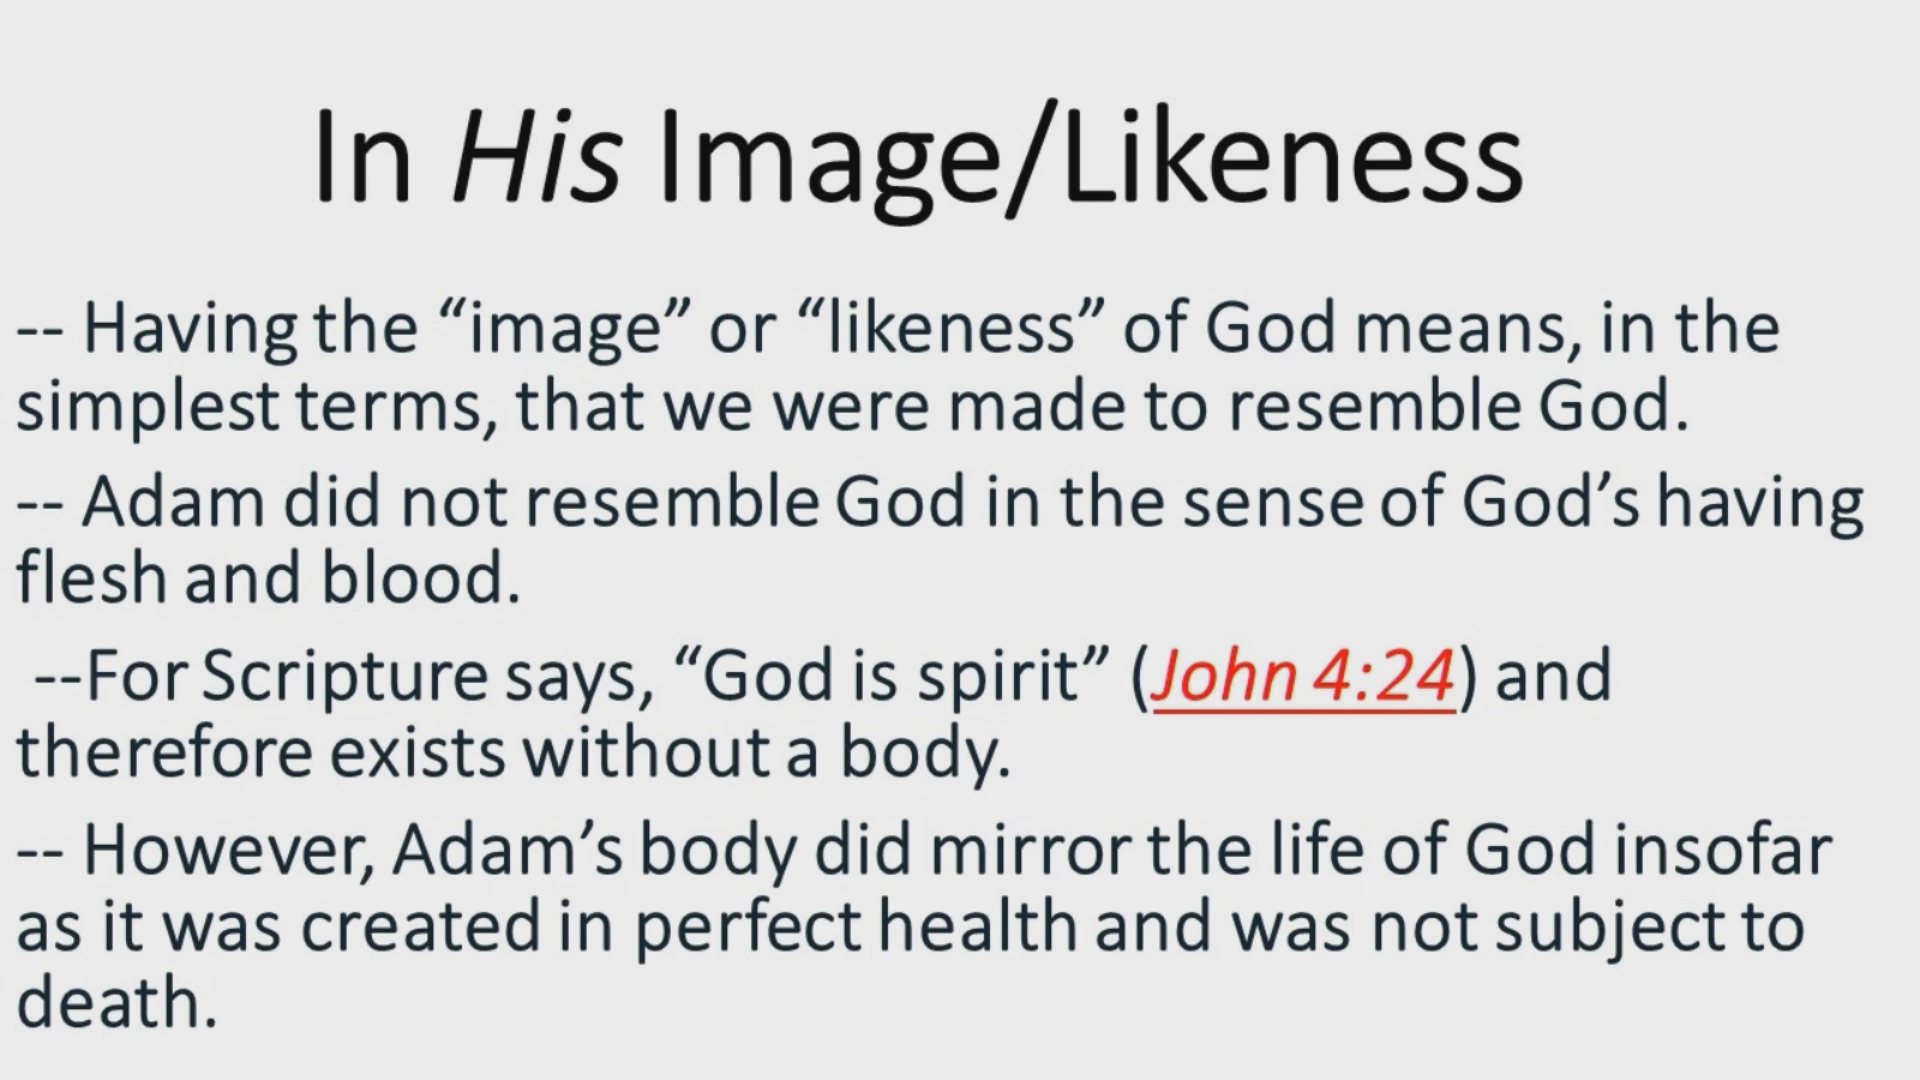 In His Image/Likeness
-- Having the “image” or “likeness” of God means, in the
simplest terms, that we were made to resemble God.
-- Adam did not resemble God in the sense of God’s having
flesh and blood.
--For Scripture says, “God is spirit” (John 4:24) and
therefore exists without a body.
-- However, Adam’s body did mirror the life of God insofar
as it was created in perfect health and was not subject to
death.